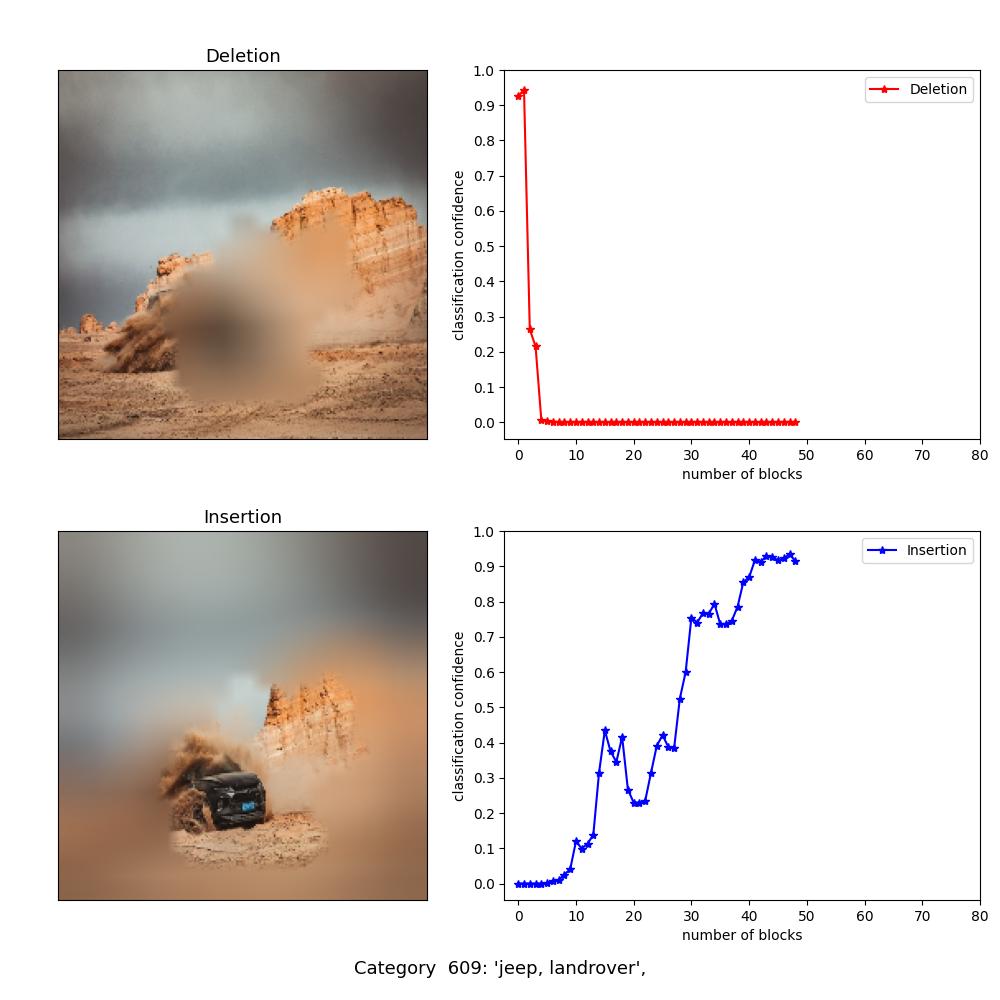 Deletion
1.0
0.9
0.8
0.7
0.6
0.5
0.4
0.3
0.2
0.1
0.0
classification confidence
Deletion
0 10 20 30 40 50 60 70 80
number of blocks
Insertion
1.0
0.9
0.8
0.7
0.6
0.5
0.4
0.3
0.2
0.1
0.0
classification confidence
Insertion
0 10 20 30 40 50 60 70 80
number of blocks
Category  609: 'jeep, landrover',